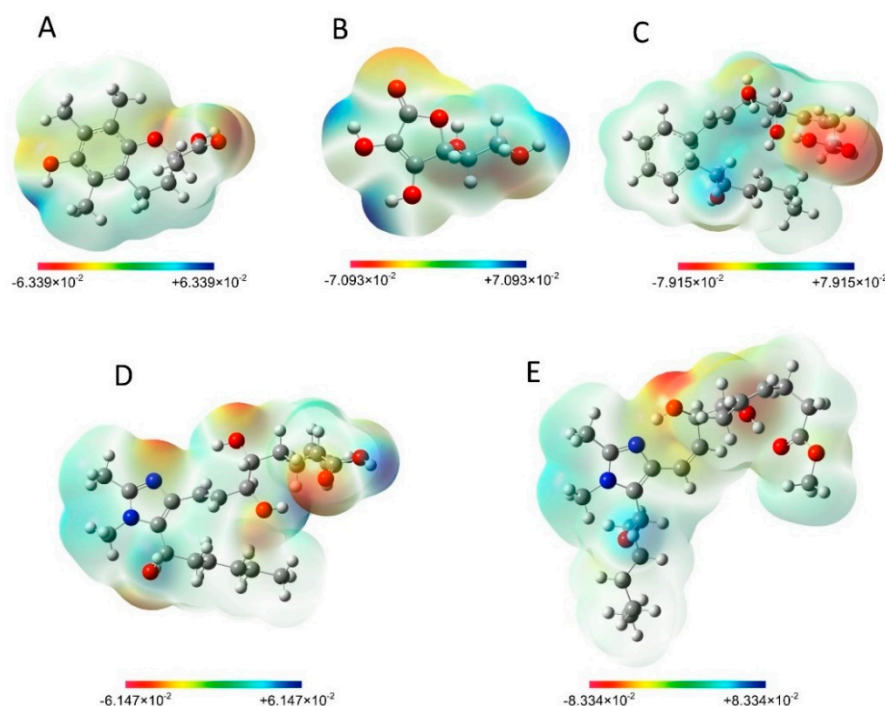 A
B
C
-6.339×10⁻²
+6.339×10⁻²
-7.093×10⁻²
+7.093×10⁻²
-7.915×10⁻²
+7.915×10⁻²
D
E
-6.147×10⁻²
+6.147×10⁻²
-8.334×10⁻²
+8.334×10⁻²